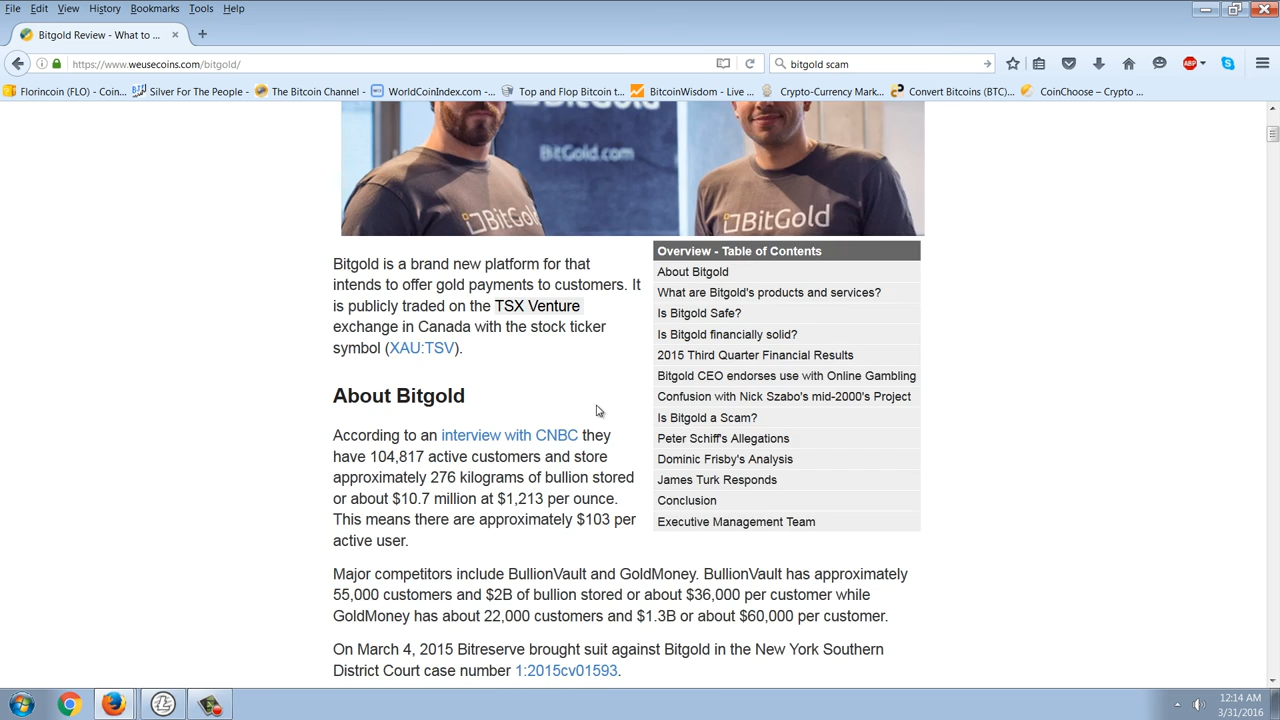 File Edit View History Bookmarks Tools Help
Bitgold Review - What to ...
https://www.weusecoins.com/bitgold/
bitgold scam
Florincoin (FLO) - Coin... Silver For The People - ... The Bitcoin Channel - ... WorldCoinIndex.com -... Top and Flop Bitcoin t... BitcoinWisdom - Live ... Crypto-Currency Mark... Convert Bitcoins (BTC)... CoinChoose – Crypto ...
ABP
BitGold
BitGold.com
BitGold
BitGold
Bitgold is a brand new platform for that
intends to offer gold payments to customers. It
is publicly traded on the TSX Venture
exchange in Canada with the stock ticker
symbol (XAU:TSV).
Overview - Table of Contents
About Bitgold
What are Bitgold's products and services?
Is Bitgold Safe?
Is Bitgold financially solid?
2015 Third Quarter Financial Results
Bitgold CEO endorses use with Online Gambling
Confusion with Nick Szabo's mid-2000's Project
Is Bitgold a Scam?
Peter Schiff's Allegations
Dominic Frisby's Analysis
James Turk Responds
Conclusion
Executive Management Team
About Bitgold
According to an interview with CNBC they
have 104,817 active customers and store
approximately 276 kilograms of bullion stored
or about $10.7 million at $1,213 per ounce.
This means there are approximately $103 per
active user.
Major competitors include BullionVault and GoldMoney. BullionVault has approximately
55,000 customers and $2B of bullion stored or about $36,000 per customer while
GoldMoney has about 22,000 customers and $1.3B or about $60,000 per customer.
On March 4, 2015 Bitreserve brought suit against Bitgold in the New York Southern
District Court case number 1:2015cv01593.
12:14 AM
3/31/2016